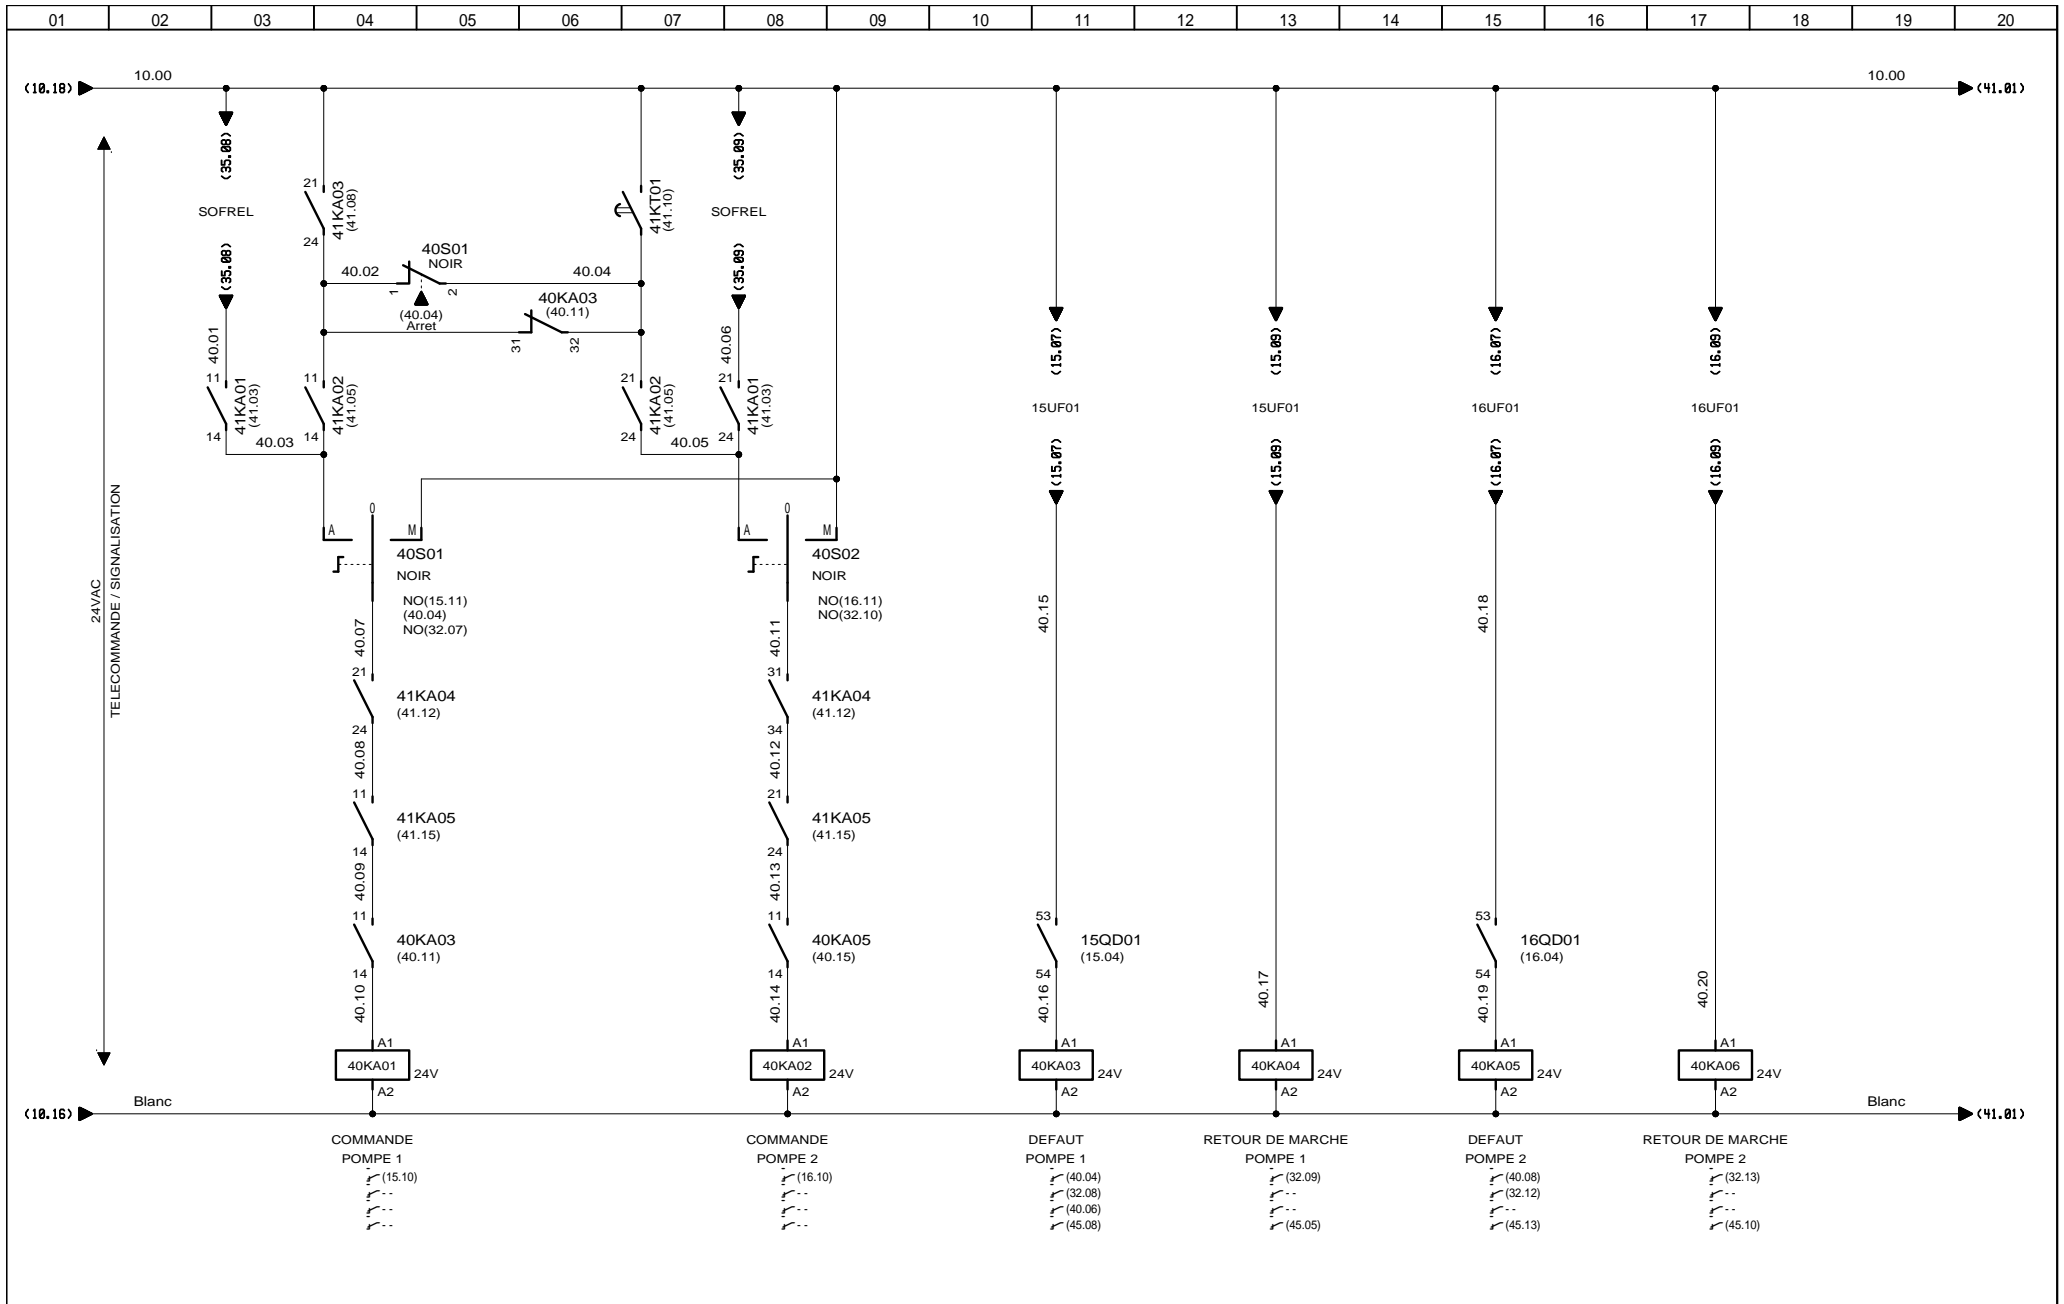 01 02 03 04 05 06 07 08 09 10 11 12 13 14 15 16 17 18 19 20
(10.18) 10.00 10.00 (41.01)
(35.08) (35.09)
21 41KA03 (41.08) 24
41KT01 (41.10)
SOFREL SOFREL
(35.08) (35.09)
40S01
NOIR
40.02 40.04
1 2
(40.04)
Arret
40KA03
(40.11)
31 32
40.01 40.06
11 41KA01 (41.03) 14
11 41KA02 (41.05) 14
21 41KA02 (41.05) 24
21 41KA01 (41.03) 24
40.03 40.05
(15.07) (15.09) (16.07) (16.09)
15UF01 15UF01 16UF01 16UF01
(15.07) (15.09) (16.07) (16.09)
24VAC
TELECOMMANDE / SIGNALISATION
A 0 M
40S01
NOIR
NO(15.11)
(40.04)
NO(32.07)
A 0 M
40S02
NOIR
NO(16.11)
NO(32.10)
40.07 40.11 40.15 40.18
21 41KA04
(41.12)
24
31 41KA04
(41.12)
34
40.08 40.12
11 41KA05
(41.15)
14
21 41KA05
(41.15)
24
40.09 40.13
11 40KA03
(40.11)
14
11 40KA05
(40.15)
14
53 15QD01
(15.04)
54
53 16QD01
(16.04)
54
40.10 40.14 40.16 40.17 40.19 40.20
A1 A1 A1 A1 A1 A1
40KA01 24V 40KA02 24V 40KA03 24V 40KA04 24V 40KA05 24V 40KA06 24V
A2 A2 A2 A2 A2 A2
(10.16) Blanc Blanc (41.01)
COMMANDE
POMPE 1
(15.10)
--
--
--
COMMANDE
POMPE 2
(16.10)
--
--
--
DEFAUT
POMPE 1
(40.04)
(32.08)
(40.06)
(45.08)
RETOUR DE MARCHE
POMPE 1
(32.09)
--
--
(45.05)
DEFAUT
POMPE 2
(40.08)
(32.12)
--
(45.13)
RETOUR DE MARCHE
POMPE 2
(32.13)
--
--
(45.10)